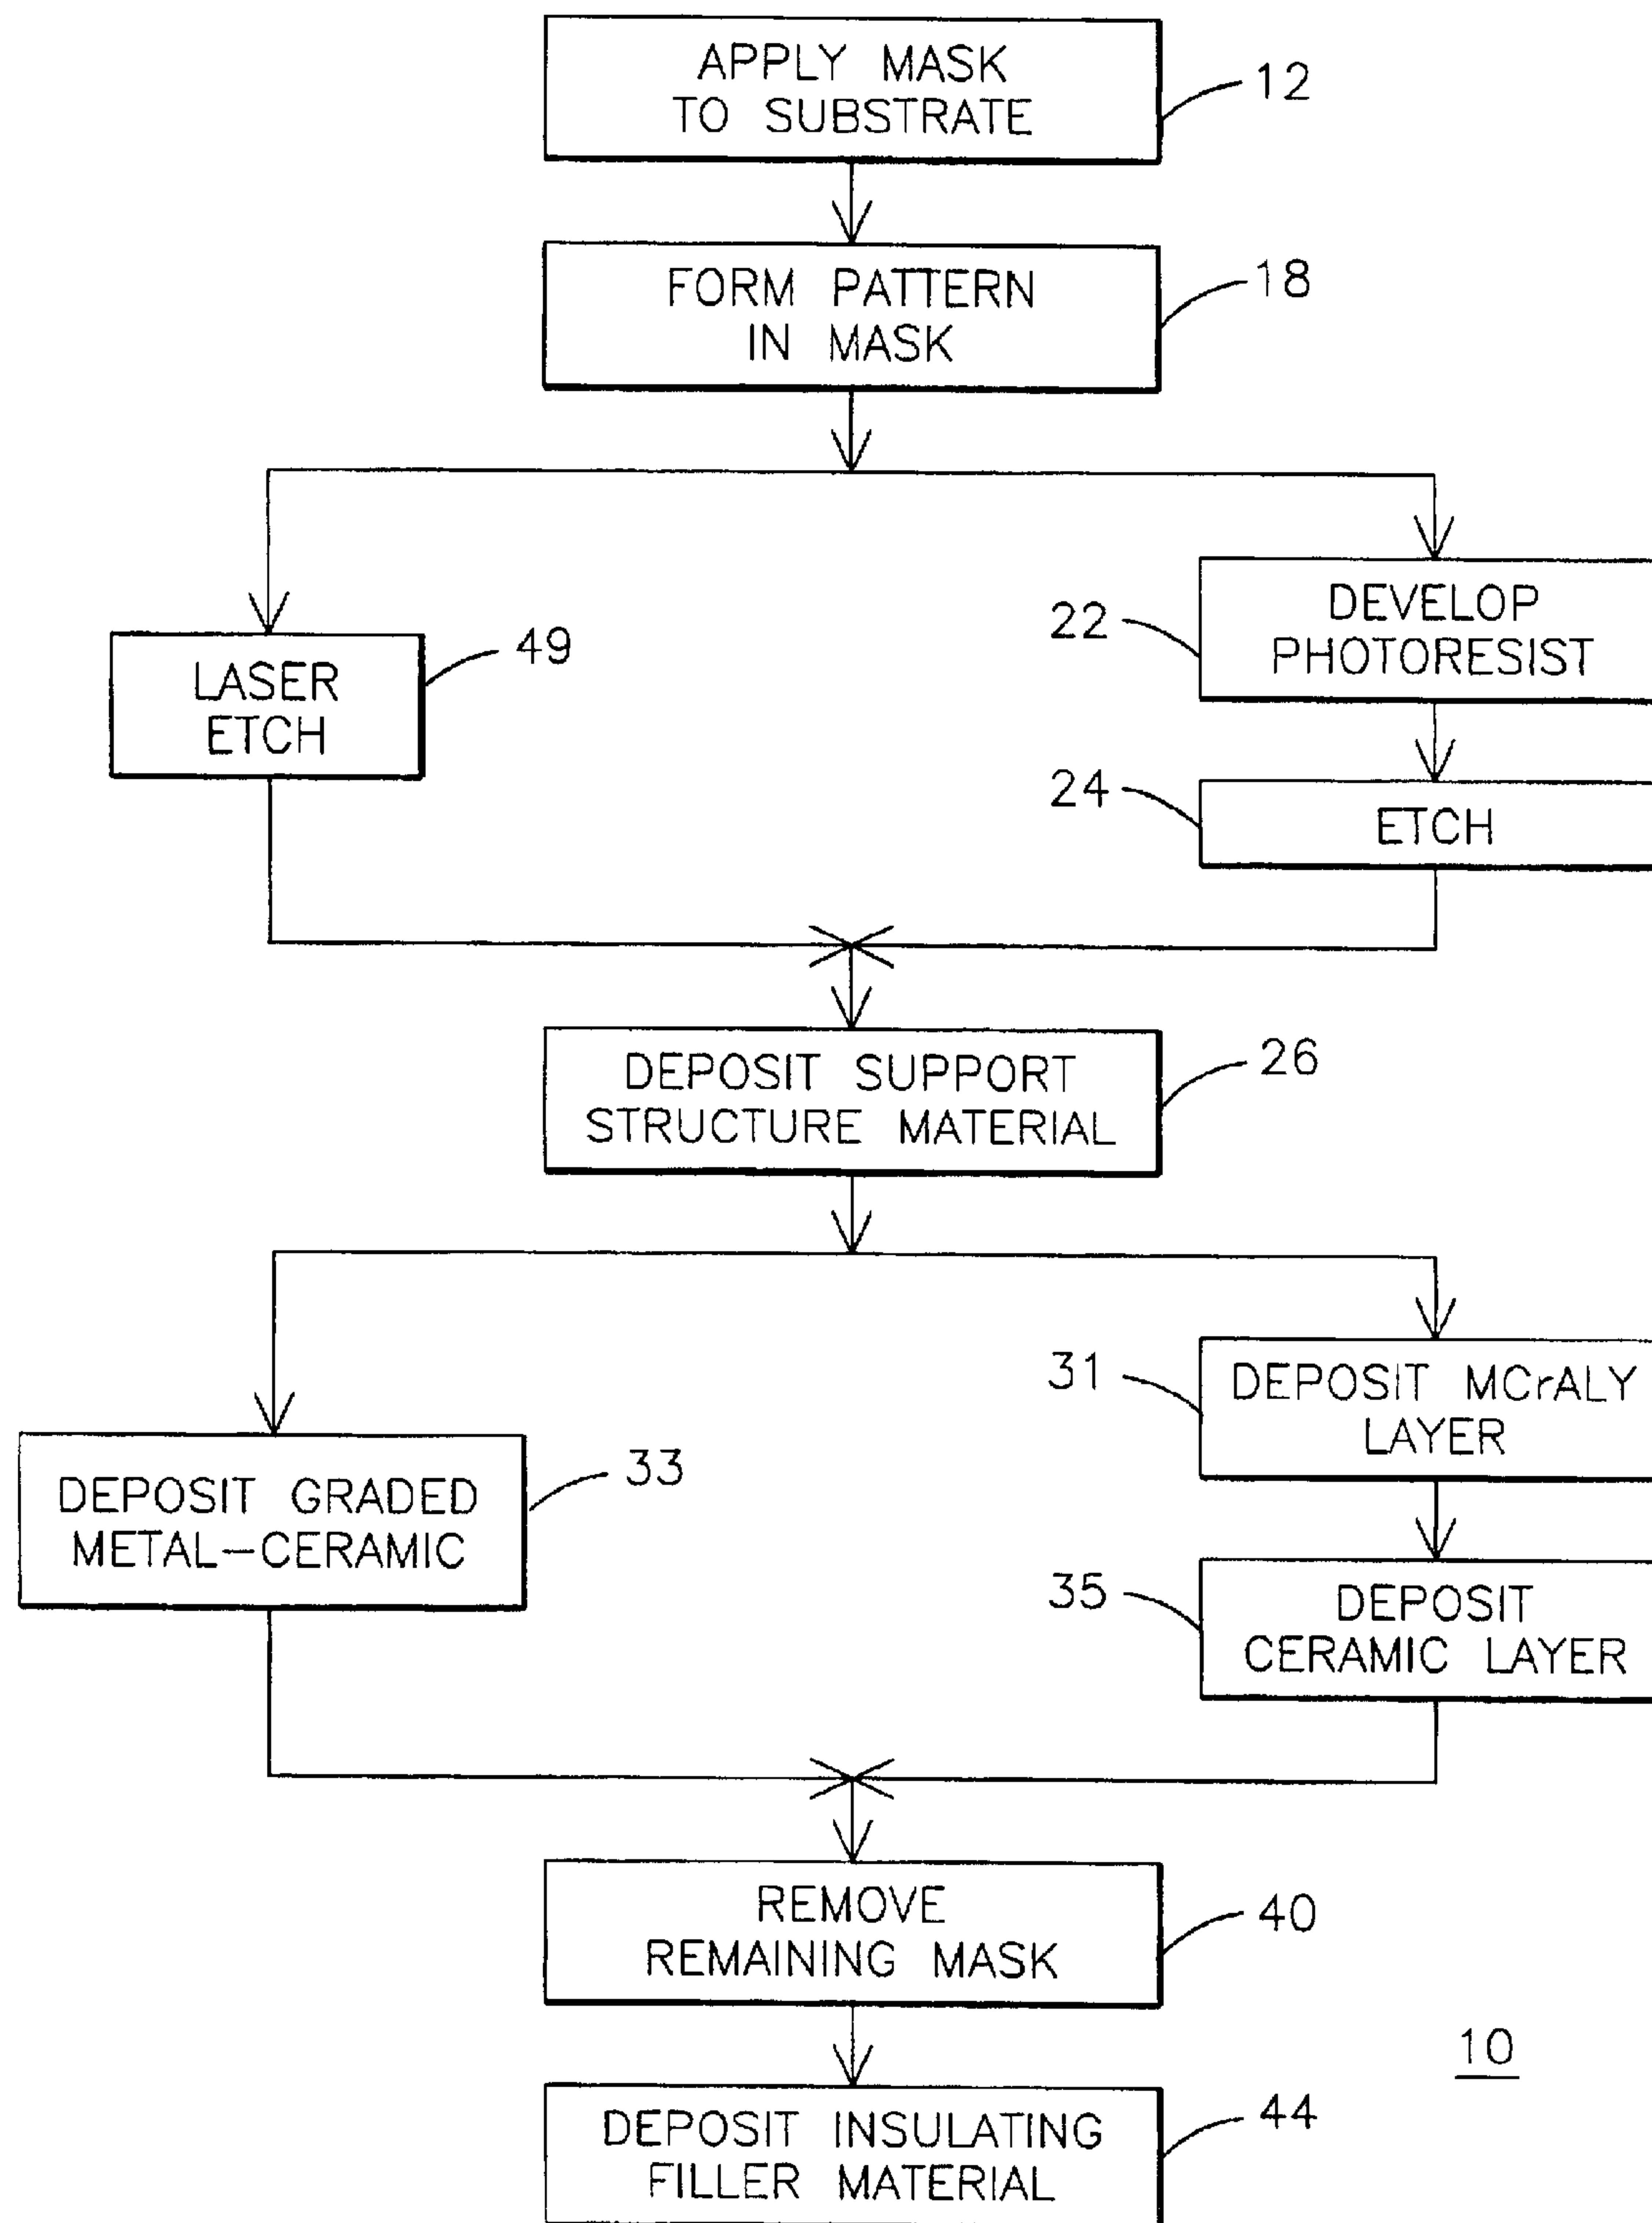 APPLY MASK
TO SUBSTRATE
12
FORM PATTERN
IN MASK
18
LASER
ETCH
49
22
DEVELOP
PHOTORESIST
24
ETCH
DEPOSIT SUPPORT
STRUCTURE MATERIAL
26
DEPOSIT GRADED
METAL-CERAMIC
33
31
DEPOSIT MCrALY
LAYER
35
DEPOSIT
CERAMIC LAYER
REMOVE
REMAINING MASK
40
10
DEPOSIT INSULATING
FILLER MATERIAL
44